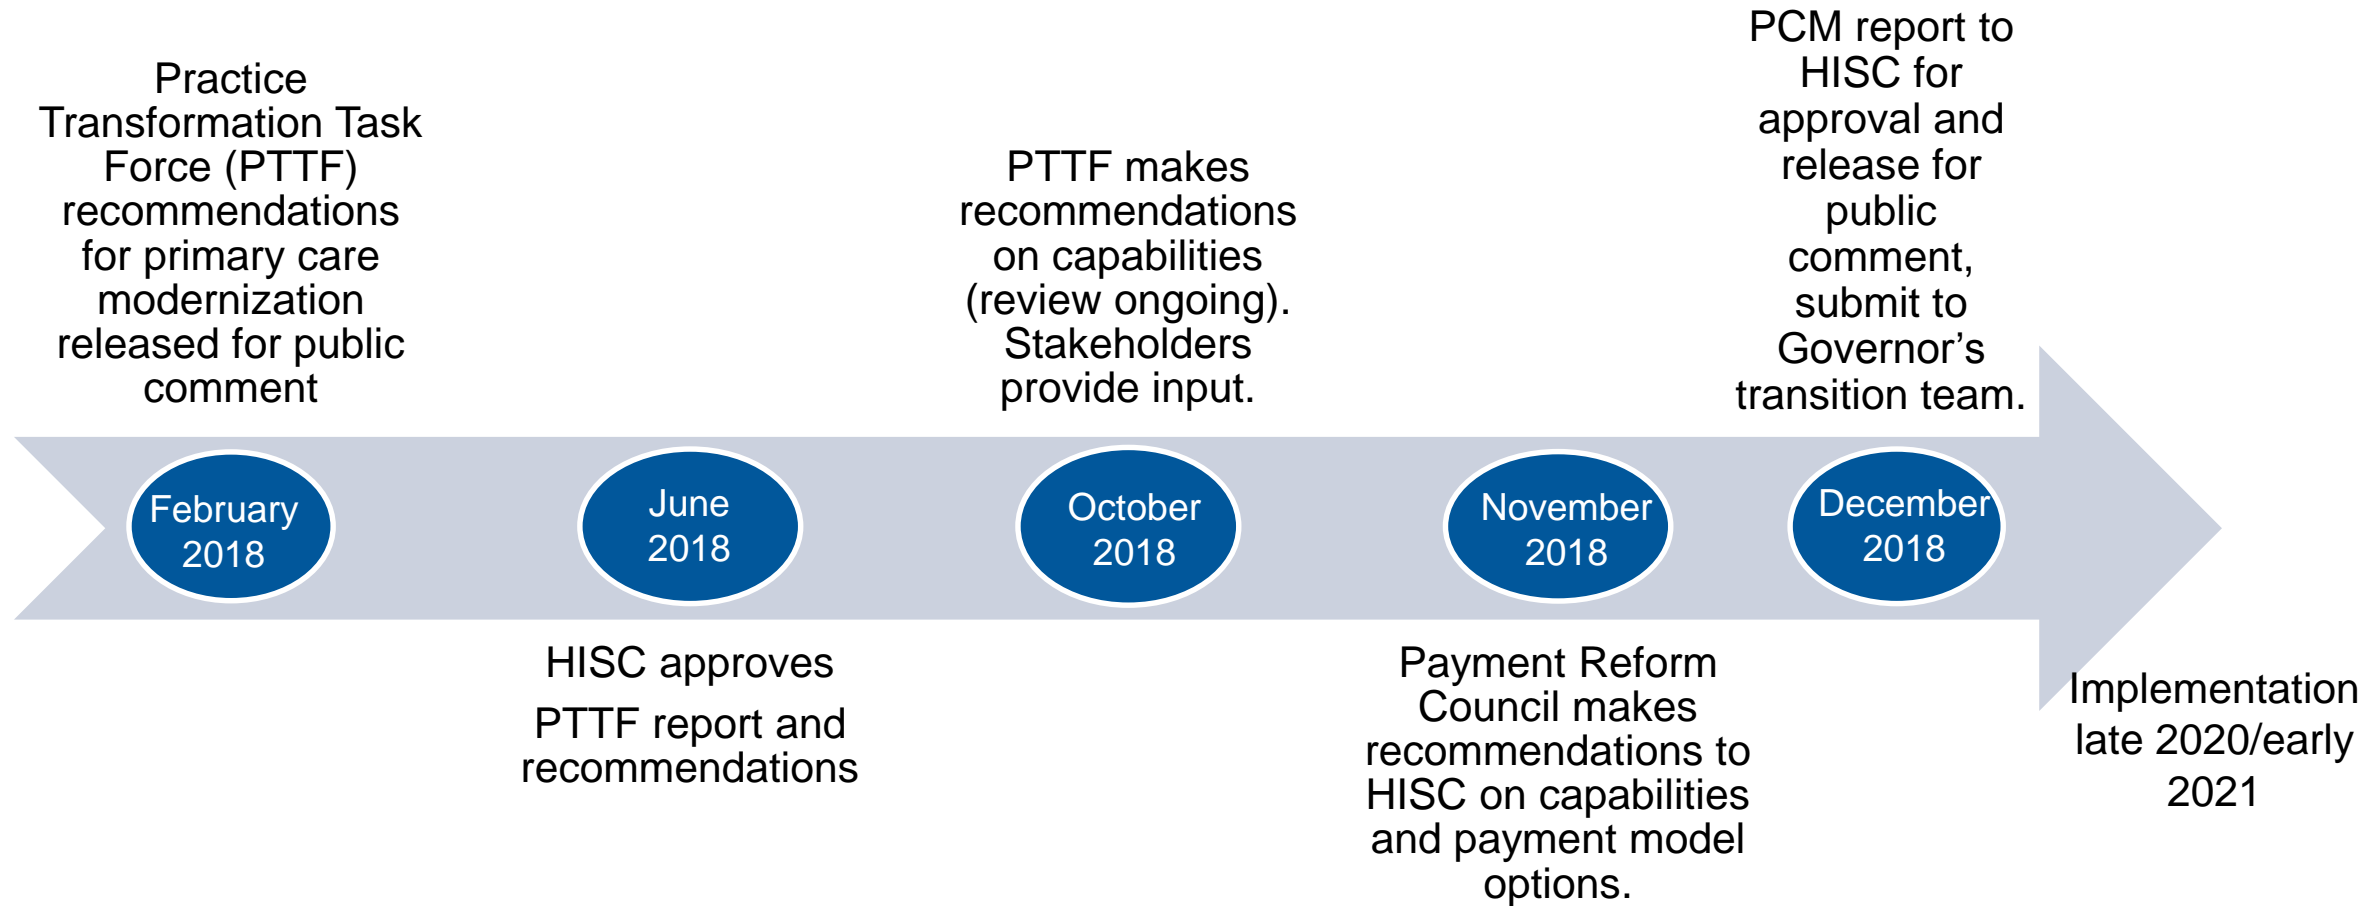 Practice
Transformation Task
Force (PTTF)
recommendations
for primary care
modernization
released for public
comment
February
2018
June
2018
HISC approves
PTTF report and
recommendations
PTTF makes
recommendations
on capabilities
(review ongoing).
Stakeholders
provide input.
October
2018
November
2018
Payment Reform
Council makes
recommendations to
HISC on capabilities
and payment model
options.
PCM report to
HISC for
approval and
release for
public
comment,
submit to
Governor’s
transition team.
December
2018
Implementation
late 2020/early
2021